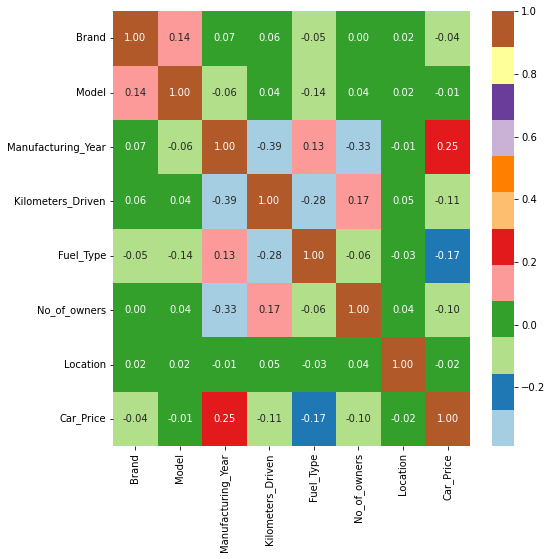 Brand 1.00 0.14 0.07 0.06 -0.05 0.00 0.02 -0.04
Model 0.14 1.00 -0.06 0.04 -0.14 0.04 0.02 -0.01
Manufacturing_Year 0.07 -0.06 1.00 -0.39 0.13 -0.33 -0.01 0.25
Kilometers_Driven 0.06 0.04 -0.39 1.00 -0.28 0.17 0.05 -0.11
Fuel_Type -0.05 -0.14 0.13 -0.28 1.00 -0.06 -0.03 -0.17
No_of_owners 0.00 0.04 -0.33 0.17 -0.06 1.00 0.04 -0.10
Location 0.02 0.02 -0.01 0.05 -0.03 0.04 1.00 -0.02
Car_Price -0.04 -0.01 0.25 -0.11 -0.17 -0.10 -0.02 1.00
Brand
Model
Manufacturing_Year
Kilometers_Driven
Fuel_Type
No_of_owners
Location
Car_Price
1.0
0.8
0.6
0.4
0.2
0.0
−0.2